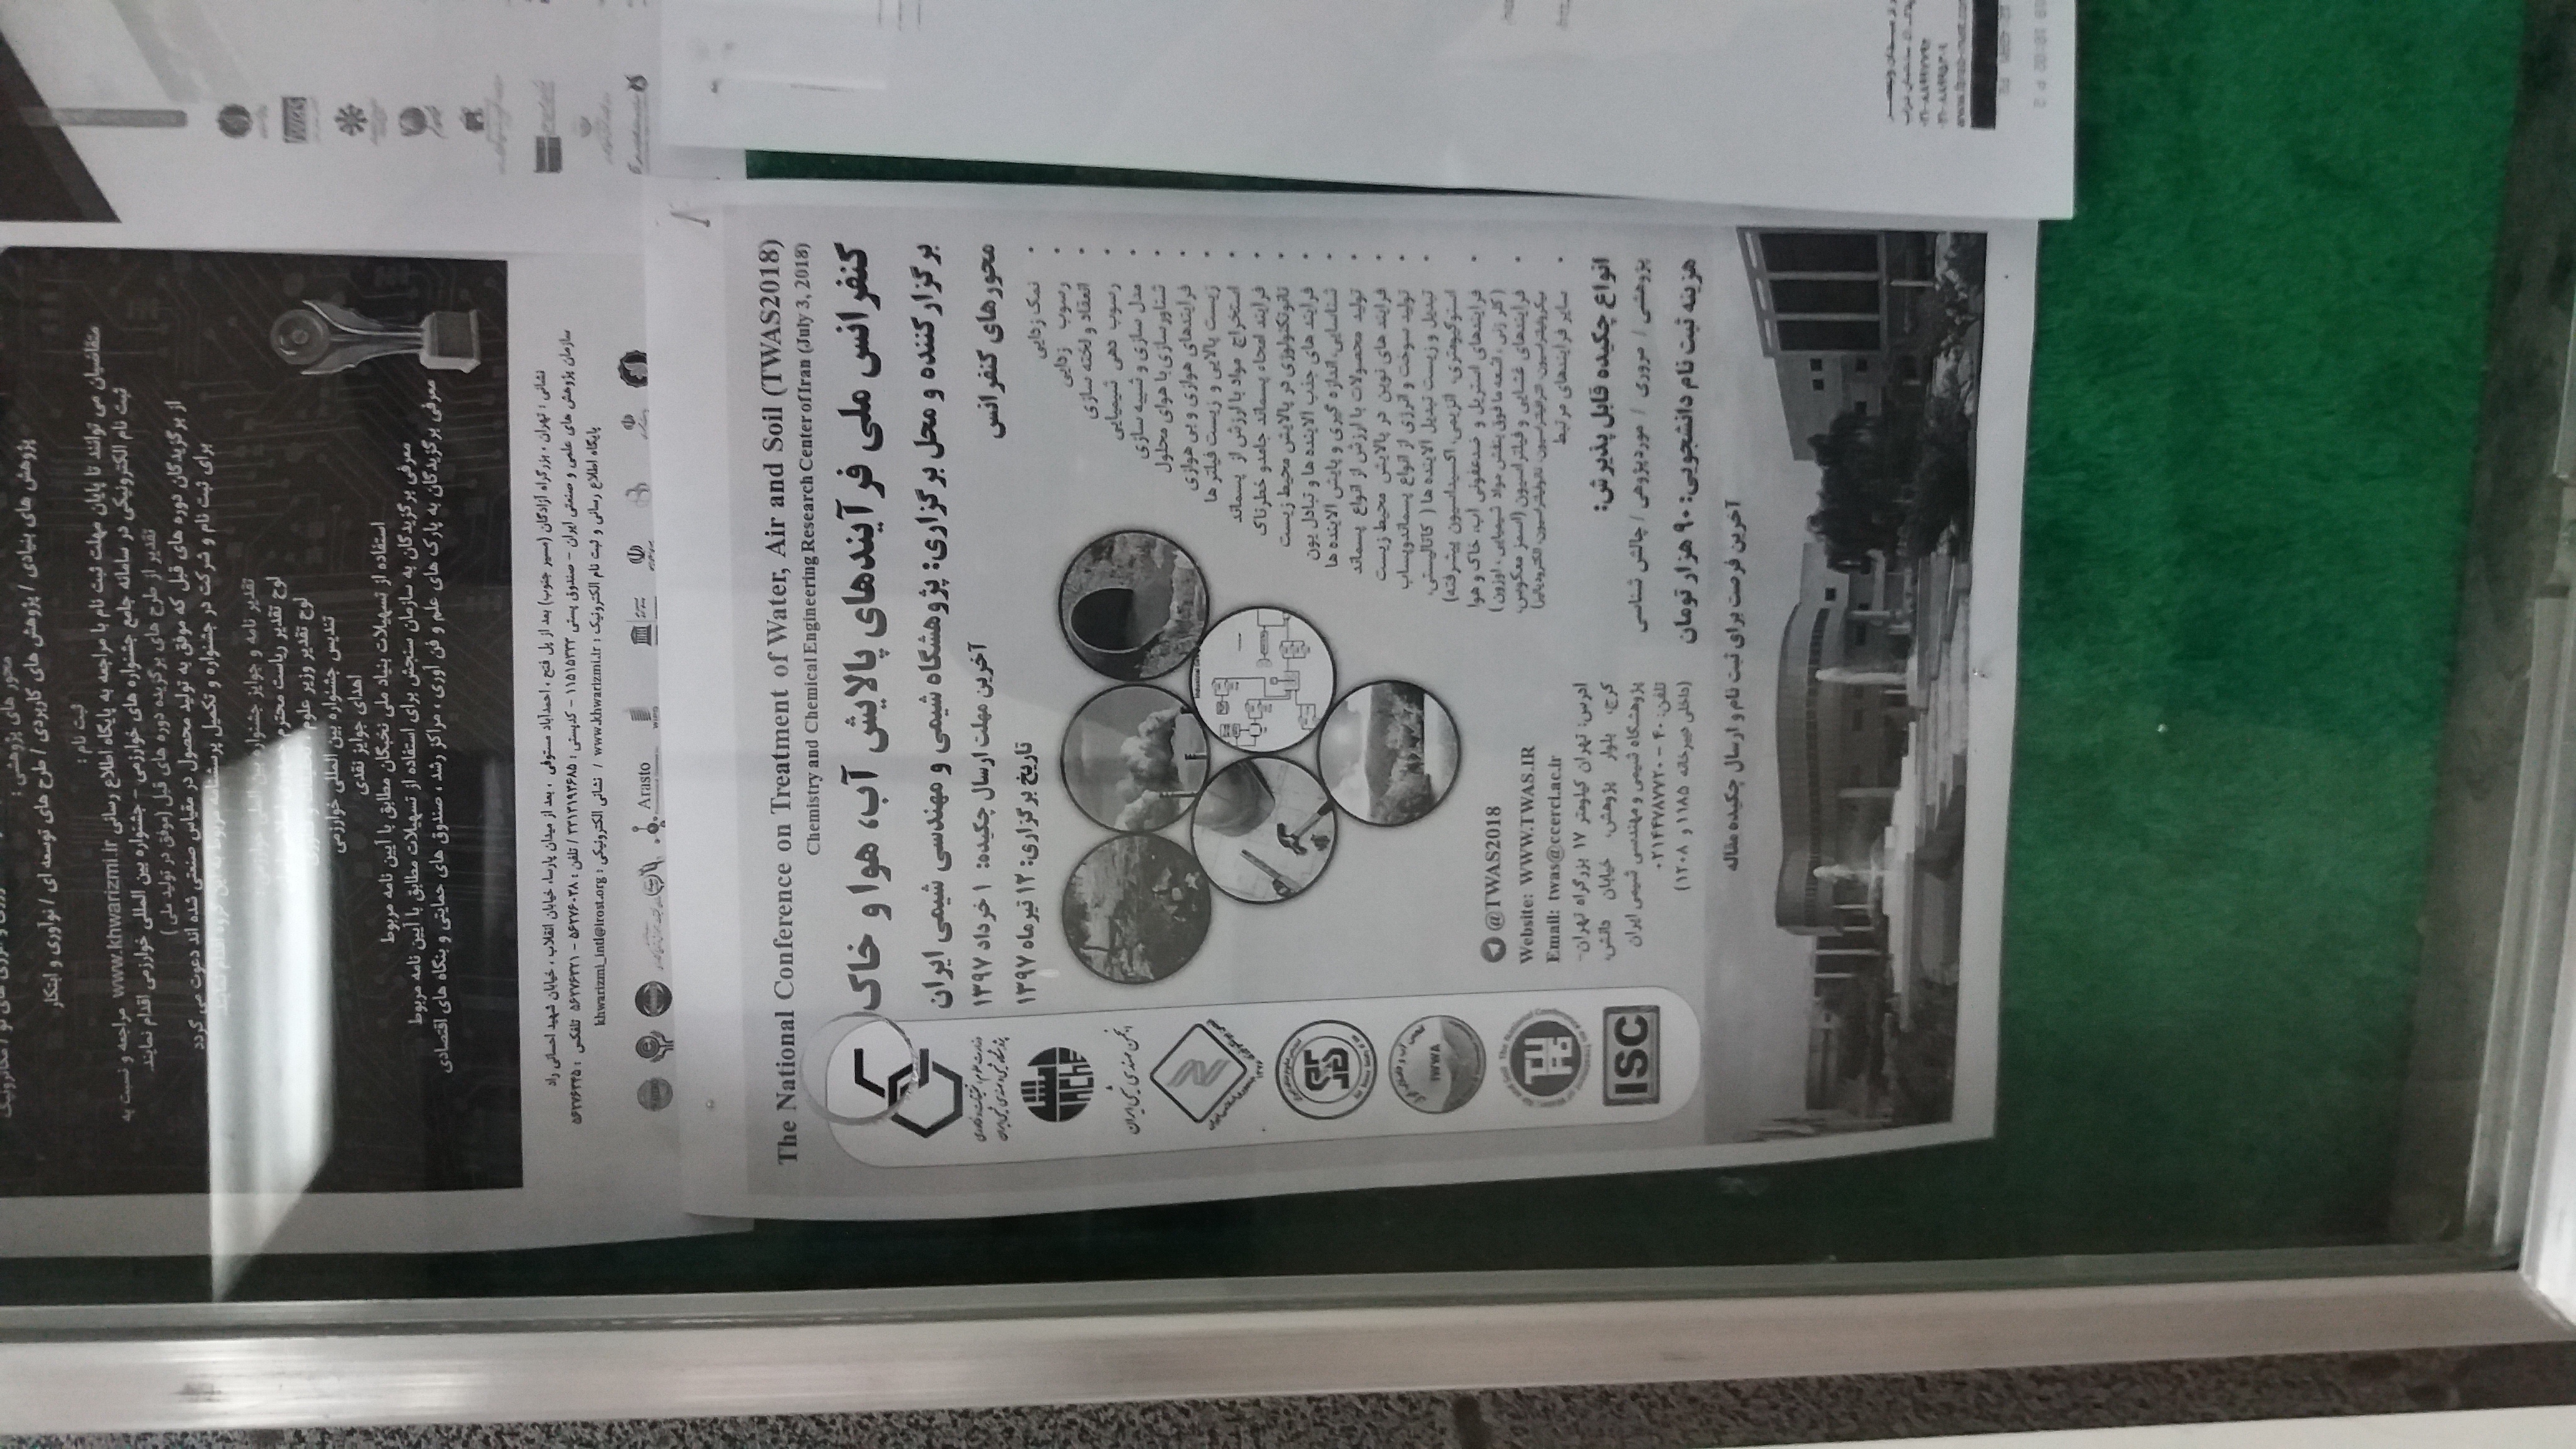 محور های پژوهشی :
پژوهش های بنیادی / پژوهش های کاربردی / طرح های توسعه ای / نوآوری و ابتکار
ثبت نام :
متقاضیان می توانند تا پایان مهلت ثبت نام با مراجعه به پایگاه اطلاع رسانی www.khwarizmi.ir مراجعه و نسبت به
ثبت نام الکترونیکی در سامانه جامع جشنواره های خوارزمی - جشنواره بین المللی خوارزمی اقدام نمایند.
تقدیر از طرح های برگزیده دوره های قبل (موفق در تولید ملی )
از برگزیدگان دوره های قبل که موفق به تولید محصول در مقیاس صنعتی شده اند دعوت می گردد
برای ثبت نام و شرکت در جشنواره و تکمیل پرسشنامه مربوط به این گروه اقدام نمایند.
تقدیر نامه و جوایز جشنواره بین المللی خوارزمی :
لوح تقدیر ریاست محترم
لوح تقدیر وزیر علوم ، تحقیقات و فناوری
تندیس جشنواره بین المللی خوارزمی
اهدای جوایز نقدی
استفاده از تسهیلات بنیاد ملی نخبگان مطابق با آیین نامه مربوط
معرفی برگزیدگان به سازمان سنجش برای استفاده از تسهیلات مطابق با آیین نامه مربوط
معرفی برگزیدگان به پارک های علم و فن آوری ، مراکز رشد ، صندوق های حمایتی و بنگاه های اقتصادی
نشانی : تهران ، بزرگراه آزادگان (مسیر جنوب) بعد از پل فتح ، احمدآباد مستوفی ، بعد از میدان پارسا، خیابان انقلاب ، خیابان شهید احسانی راد
سازمان پژوهش های علمی و صنعتی ایران - صندوق پستی ۱۱۵۱۵۳۳۳ - کدپستی : ۳۳۱۳۱۹۳۶۸۵ / تلفن : ۵۶۲۷۶۰۳۸ - ۵۶۲۷۶۳۲۱ تلفکس : ۵۶۲۷۶۳۴۵
پایگاه اطلاع رسانی و ثبت نام الکترونیک : www.khwarizmi.ir / نشانی الکترونیکی : khwarizmi_intl@irost.org
Arasto
WIPO
The National Conference on Treatment of Water, Air and Soil (TWAS2018)
Chemistry and Chemical Engineering Research Center of Iran (July 3, 2018)
کنفرانس ملی فرآیندهای پالایش آب، هوا و خاک
برگزارکننده و محل برگزاری: پژوهشگاه شیمی و مهندسی شیمی ایران
آخرین مهلت ارسال چکیده: ۱ خرداد ۱۳۹۷
تاریخ برگزاری: ۱۲ تیرماه ۱۳۹۷
وزارت علوم، تحقیقات و فناوری
پژوهشگاه شیمی و مهندسی شیمی ایران
IAChE
انجمن مهندسی شیمی ایران
IWWA
ISC
محورهای کنفرانس
• نمک زدایی
• رسوب زدایی
• انعقاد و لخته سازی
• رسوب دهی شیمیایی
• مدل سازی و شبیه سازی
• شناورسازی با هوای محلول
• فرآیندهای هوازی و بی هوازی
• زیست پالایی و زیست فیلتر ها
• استخراج مواد با ارزش از پسماند
• فرآیند امحاء پسماند جامدو خطرناک
• نانوتکنولوژی در پالایش محیط زیست
• فرآیند های جذب آلاینده ها و تبادل یون
• شناسایی، اندازه گیری و پایش آلاینده ها
• تولید محصولات با ارزش از انواع پسماند
• فرایند های نوین در پالایش محیط زیست
• تولید سوخت و انرژی از انواع پسماندوپساب
• تبدیل و زیست تبدیل آلاینده ها ( کاتالیستی،
استوکیومتری، آنزیمی، اکسیداسیون پیشرفته)
• فرآیندهای استریل و ضدعفونی آب، خاک و هوا
( کلر زنی ، اشعه ما فوق بنفش مواد شیمیایی ، اوزون )
• فرآیندهای غشایی و فیلتراسیون (اسمز معکوس،
میکروفیلتراسیون، الترافیلتراسیون، نانوفیلتراسیون، الکترودیالیز)
• سایر فرآیندهای مرتبط
انواع چکیده قابل پذیرش:
پژوهشی / مروری / موردپژوهی / چالش شناسی
هزینه ثبت نام دانشجویی: ۹۰ هزار تومان
@TWAS2018
Website: WWW.TWAS.IR
Email: twas@ccerci.ac.ir
آدرس: تهران کیلومتر ۱۷ بزرگراه تهران-
کرج، بلوار پژوهش، خیابان دانش،
پژوهشگاه شیمی و مهندسی شیمی ایران
تلفن: ۴۰ - ۰۲۱۴۴۷۸۷۷۲۰
(داخلی دبیرخانه ۱۱۸۵ و ۱۲۰۸)
آخرین فرصت برای ثبت نام و ارسال چکیده مقاله